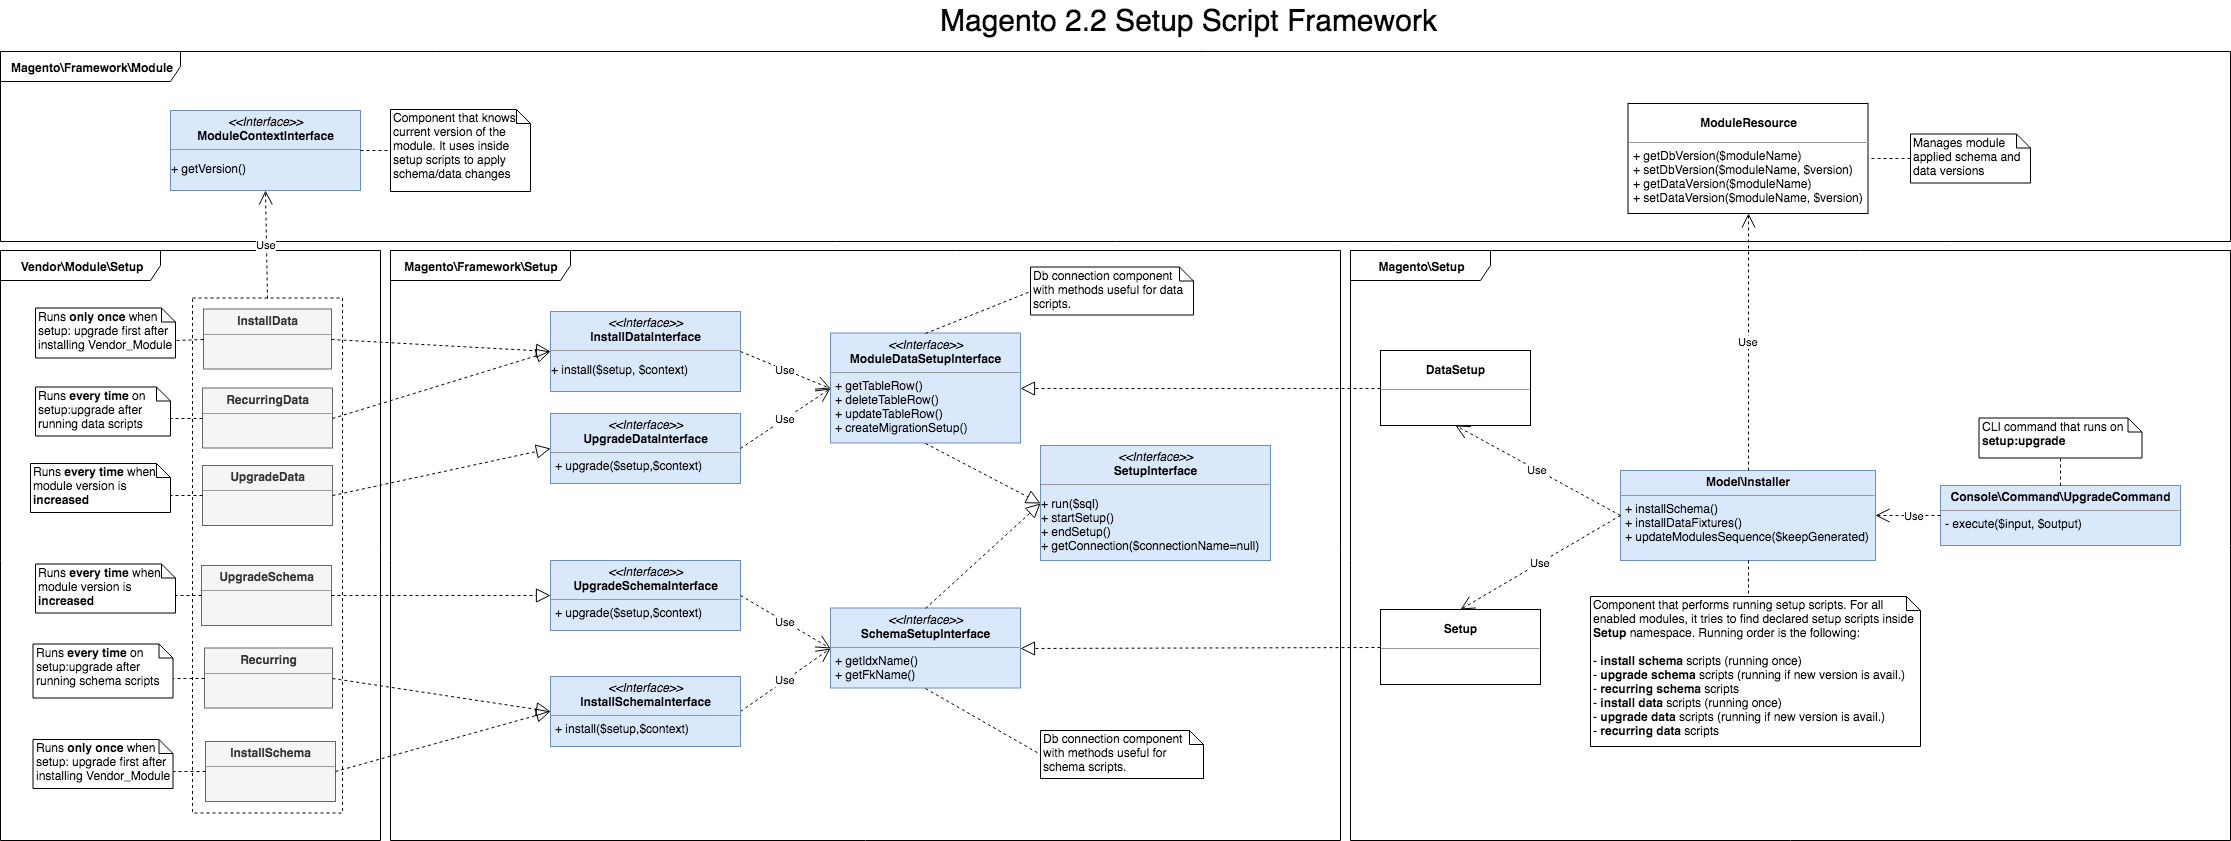 Magento 2.2 Setup Script Framework
Magento\Framework\Module
<<Interface>>
ModuleContextInterface
+ getVersion()
Component that knows
current version of the
module. It uses inside
setup scripts to apply
schema/data changes
ModuleResource
+ getDbVersion($moduleName)
+ setDbVersion($moduleName, $version)
+ getDataVersion($moduleName)
+ setDataVersion($moduleName, $version)
Manages module
applied schema and
data versions
Use
Vendor\Module\Setup
Runs only once when
setup: upgrade first after
installing Vendor_Module
InstallData
Runs every time on
setup:upgrade after
running data scripts
RecurringData
Runs every time when
module version is
increased
UpgradeData
Runs every time when
module version is
increased
UpgradeSchema
Runs every time on
setup:upgrade after
running schema scripts
Recurring
Runs only once when
setup: upgrade first after
installing Vendor_Module
InstallSchema
Magento\Framework\Setup
<<Interface>>
InstallDataInterface
+ install($setup, $context)
<<Interface>>
UpgradeDataInterface
+ upgrade($setup,$context)
<<Interface>>
UpgradeSchemaInterface
+ upgrade($setup,$context)
<<Interface>>
InstallSchemaInterface
+ install($setup,$context)
Use
Use
Use
Use
Db connection component
with methods useful for data
scripts.
<<Interface>>
ModuleDataSetupInterface
+ getTableRow()
+ deleteTableRow()
+ updateTableRow()
+ createMigrationSetup()
<<Interface>>
SetupInterface
+ run($sql)
+ startSetup()
+ endSetup()
+ getConnection($connectionName=null)
<<Interface>>
SchemaSetupInterface
+ getIdxName()
+ getFkName()
Db connection component
with methods useful for
schema scripts.
Magento\Setup
DataSetup
Setup
Use
Use
Use
Model\Installer
+ installSchema()
+ installDataFixtures()
+ updateModulesSequence($keepGenerated)
Use
CLI command that runs on
setup:upgrade
Console\Command\UpgradeCommand
- execute($input, $output)
Component that performs running setup scripts. For all
enabled modules, it tries to find declared setup scripts inside
Setup namespace. Running order is the following:
- install schema scripts (running once)
- upgrade schema scripts (running if new version is avail.)
- recurring schema scripts
- install data scripts (running once)
- upgrade data scripts (running if new version is avail.)
- recurring data scripts